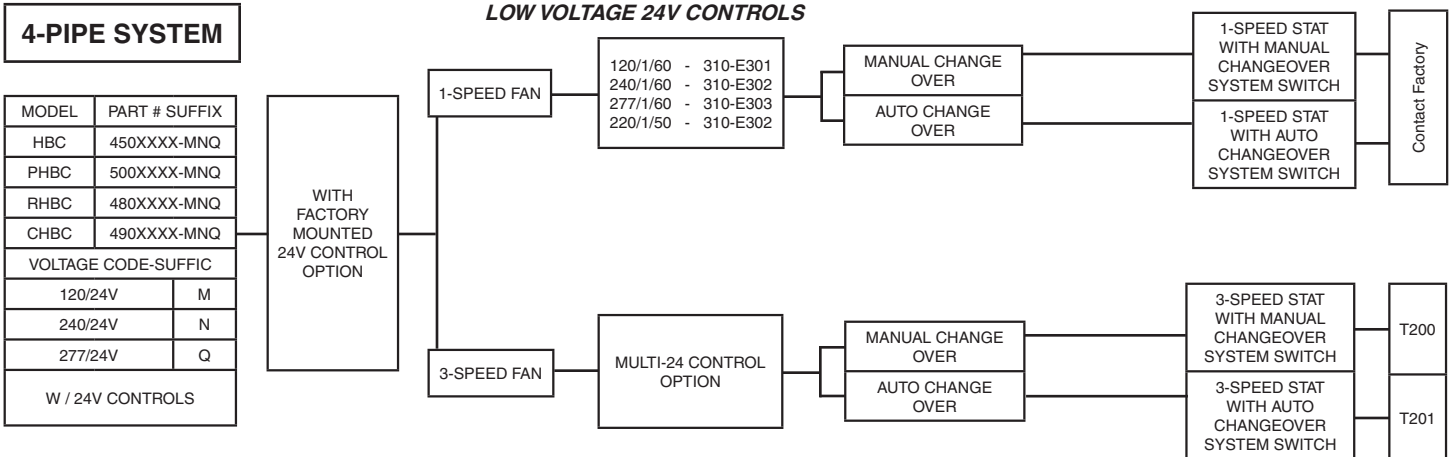 LOW VOLTAGE 24V CONTROLS
4-PIPE SYSTEM
MODEL PART # SUFFIX
HBC 450XXXX-MNQ
PHBC 500XXXX-MNQ
RHBC 480XXXX-MNQ
CHBC 490XXXX-MNQ
VOLTAGE CODE-SUFFIC
120/24V M
240/24V N
277/24V Q
W / 24V CONTROLS
WITH
FACTORY
MOUNTED
24V CONTROL
OPTION
1-SPEED FAN
120/1/60 - 310-E301
240/1/60 - 310-E302
277/1/60 - 310-E303
220/1/50 - 310-E302
MANUAL CHANGE
OVER
AUTO CHANGE
OVER
1-SPEED STAT
WITH MANUAL
CHANGEOVER
SYSTEM SWITCH
1-SPEED STAT
WITH AUTO
CHANGEOVER
SYSTEM SWITCH
Contact Factory
3-SPEED FAN
MULTI-24 CONTROL
OPTION
MANUAL CHANGE
OVER
AUTO CHANGE
OVER
3-SPEED STAT
WITH MANUAL
CHANGEOVER
SYSTEM SWITCH
T200
3-SPEED STAT
WITH AUTO
CHANGEOVER
SYSTEM SWITCH
T201